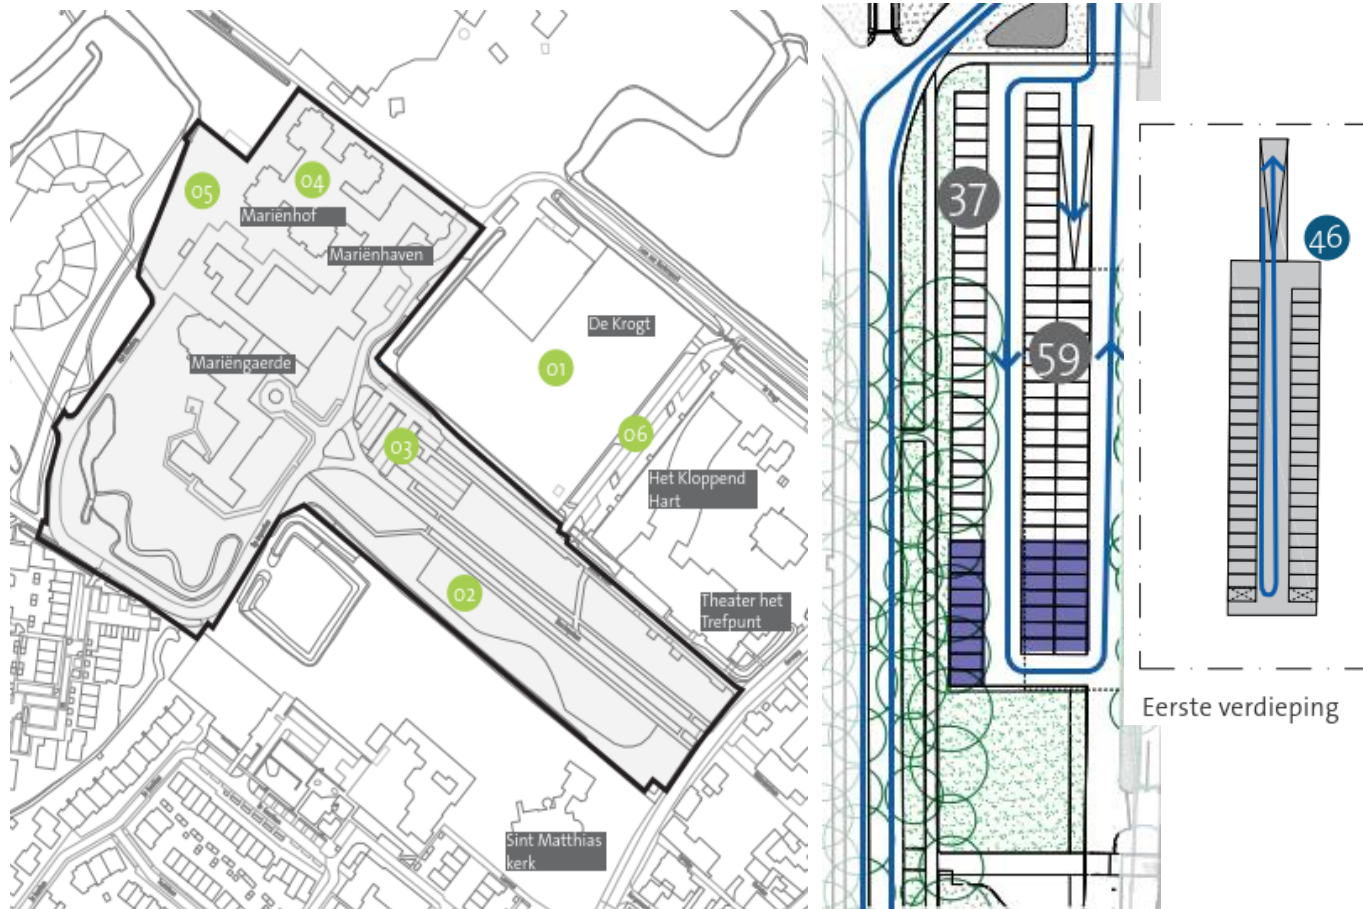 05
04
Mariënhof
Mariënhaven
De Krogt
Mariëngaerde
01
03
06
Het Kloppend
Hart
02
Theater het
Trefpunt
Sint Matthias
kerk
37
59
46
Eerste verdieping